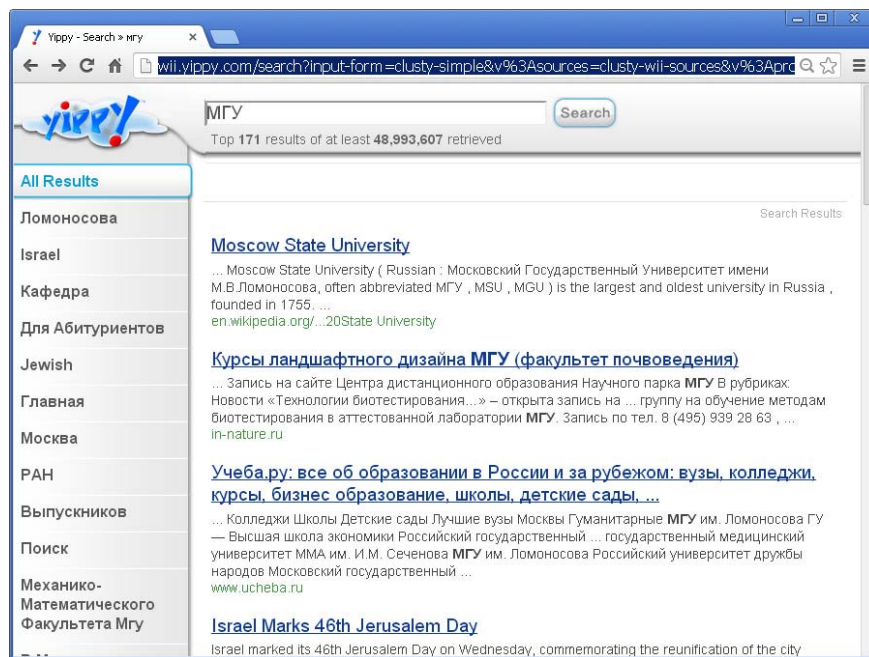 Yippy - Search » мгу
wii.yippy.com/search?input-form=clusty-simple&v%3Asources=clusty-wii-sources&v%3Apro
yippy!
МГУ
Search
Top 171 results of at least 48,993,607 retrieved
All Results
Ломоносова
Israel
Кафедра
Для Абитуриентов
Jewish
Главная
Москва
РАН
Выпускников
Поиск
Механико-
Математического
Факультета Мгу
Search Results
Moscow State University
... Moscow State University ( Russian : Московский Государственный Университет имени
М.В.Ломоносова, often abbreviated МГУ , MSU , MGU ) is the largest and oldest university in Russia ,
founded in 1755. ...
en.wikipedia.org/...20State University
Курсы ландшафтного дизайна МГУ (факультет почвоведения)
... Запись на сайте Центра дистанционного образования Научного парка МГУ В рубриках:
Новости «Технологии биотестирования...» – открыта запись на ... группу на обучение методам
биотестирования в аттестованной лаборатории МГУ. Запись по тел. 8 (495) 939 28 63 , ...
in-nature.ru
Учеба.ру: все об образовании в России и за рубежом: вузы, колледжи,
курсы, бизнес образование, школы, детские сады, ...
... Колледжи Школы Детские сады Лучшие вузы Москвы Гуманитарные МГУ им. Ломоносова ГУ
— Высшая школа экономики Российский государственный ... государственный медицинский
университет ММА им. И.М. Сеченова МГУ им. Ломоносова Российский университет дружбы
народов Московский государственный ...
www.ucheba.ru
Israel Marks 46th Jerusalem Day
Israel marked its 46th Jerusalem Day on Wednesday, commemorating the reunification of the city